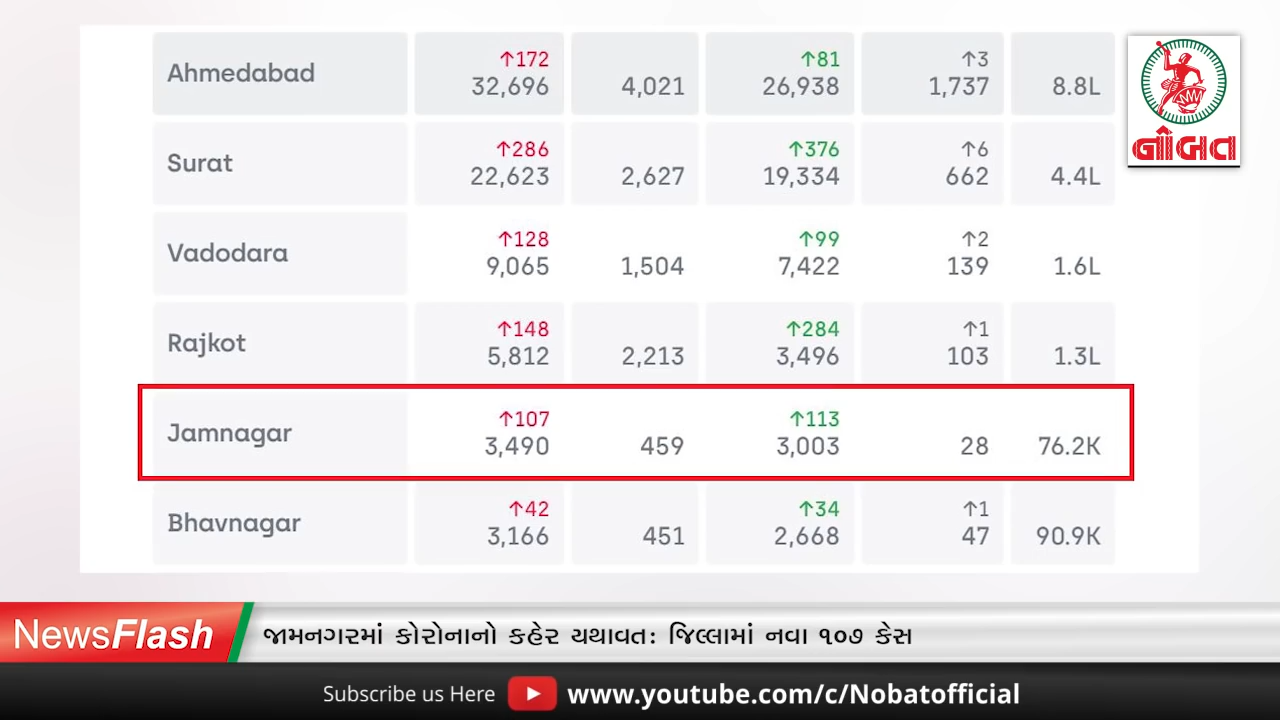 Ahmedabad ↑172 32,696 4,021 ↑81 26,938 ↑3 1,737 8.8L
Surat ↑286 22,623 2,627 ↑376 19,334 ↑6 662 4.4L
Vadodara ↑128 9,065 1,504 ↑99 7,422 ↑2 139 1.6L
Rajkot ↑148 5,812 2,213 ↑284 3,496 ↑1 103 1.3L
Jamnagar ↑107 3,490 459 ↑113 3,003 28 76.2K
Bhavnagar ↑42 3,166 451 ↑34 2,668 ↑1 47 90.9K
નોબત
NewsFlash જામનગરમાં કોરોનાનો કહેર યથાવત: જિલ્લામાં નવા ૧૦૭ કેસ
Subscribe us Here www.youtube.com/c/Nobatofficial